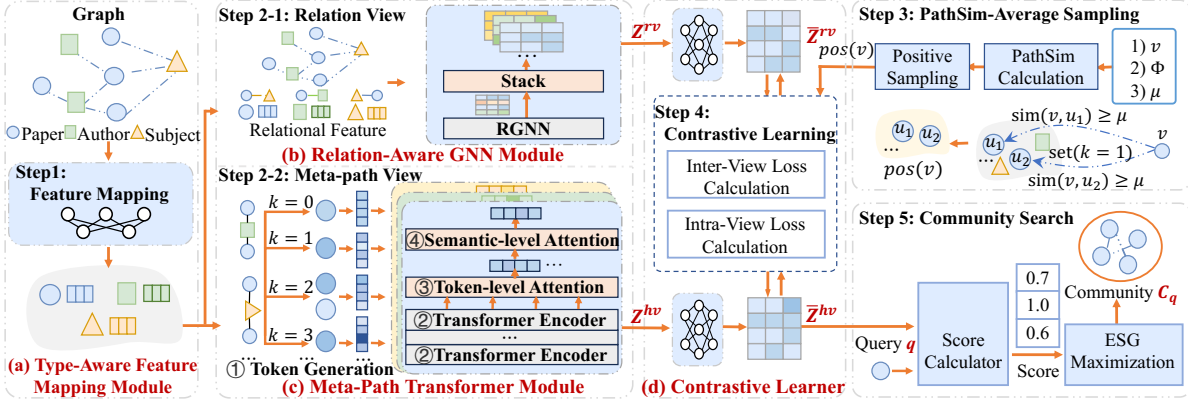 Graph
Paper Author Subject
Step1:
Feature Mapping
(a) Type-Aware Feature
Mapping Module
Step 2-1: Relation View
Relational Feature
...
Stack
RGNN
(b) Relation-Aware GNN Module
Step 2-2: Meta-path View
k = 0
k = 1
k = 2
k = 3
... ... ...
① Token Generation
④Semantic-level Attention
...
③Token-level Attention
②Transformer Encoder
...
②Transformer Encoder
(c) Meta-Path Transformer Module
Z^{rv}
Z̅^{rv}
Step 4:
Contrastive Learning
Inter-View Loss
Calculation
Intra-View Loss
Calculation
Z^{hv}
Z̅^{hv}
(d) Contrastive Learner
Step 3: PathSim-Average Sampling
pos(v)
Positive
Sampling
PathSim
Calculation
1) v
2) Φ
3) μ
sim(v, u₁) ≥ μ
u₁ u₂
...
pos(v)
u₁
...
u₂
set(k = 1)
v
sim(v, u₂) ≥ μ
Step 5: Community Search
Query q
Score
Calculator
0.7
1.0
0.6
Score
Community C_q
ESG
Maximization